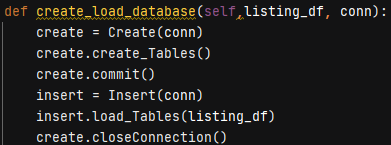 def create_load_database(self,listing_df, conn):
    create = Create(conn)
    create.create_Tables()
    create.commit()
    insert = Insert(conn)
    insert.load_Tables(listing_df)
    create.closeConnection()